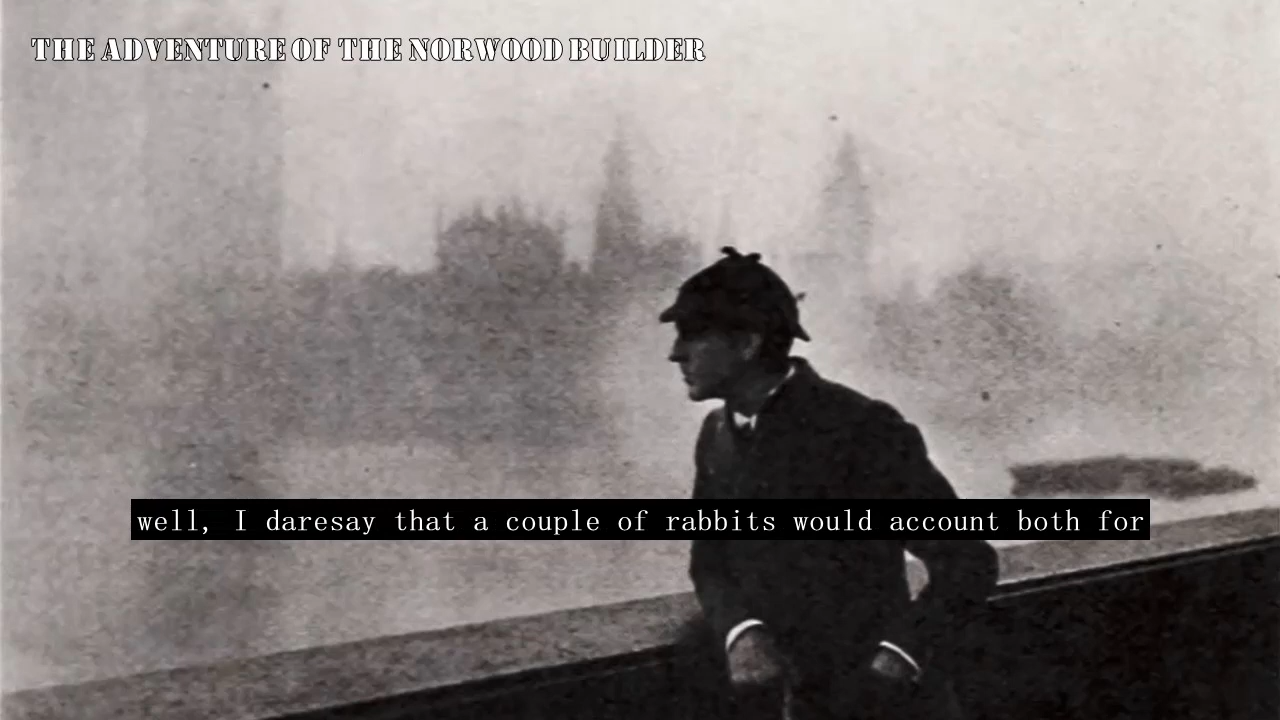 THE ADVENTURE OF THE NORWOOD BUILDER
well, I daresay that a couple of rabbits would account both for